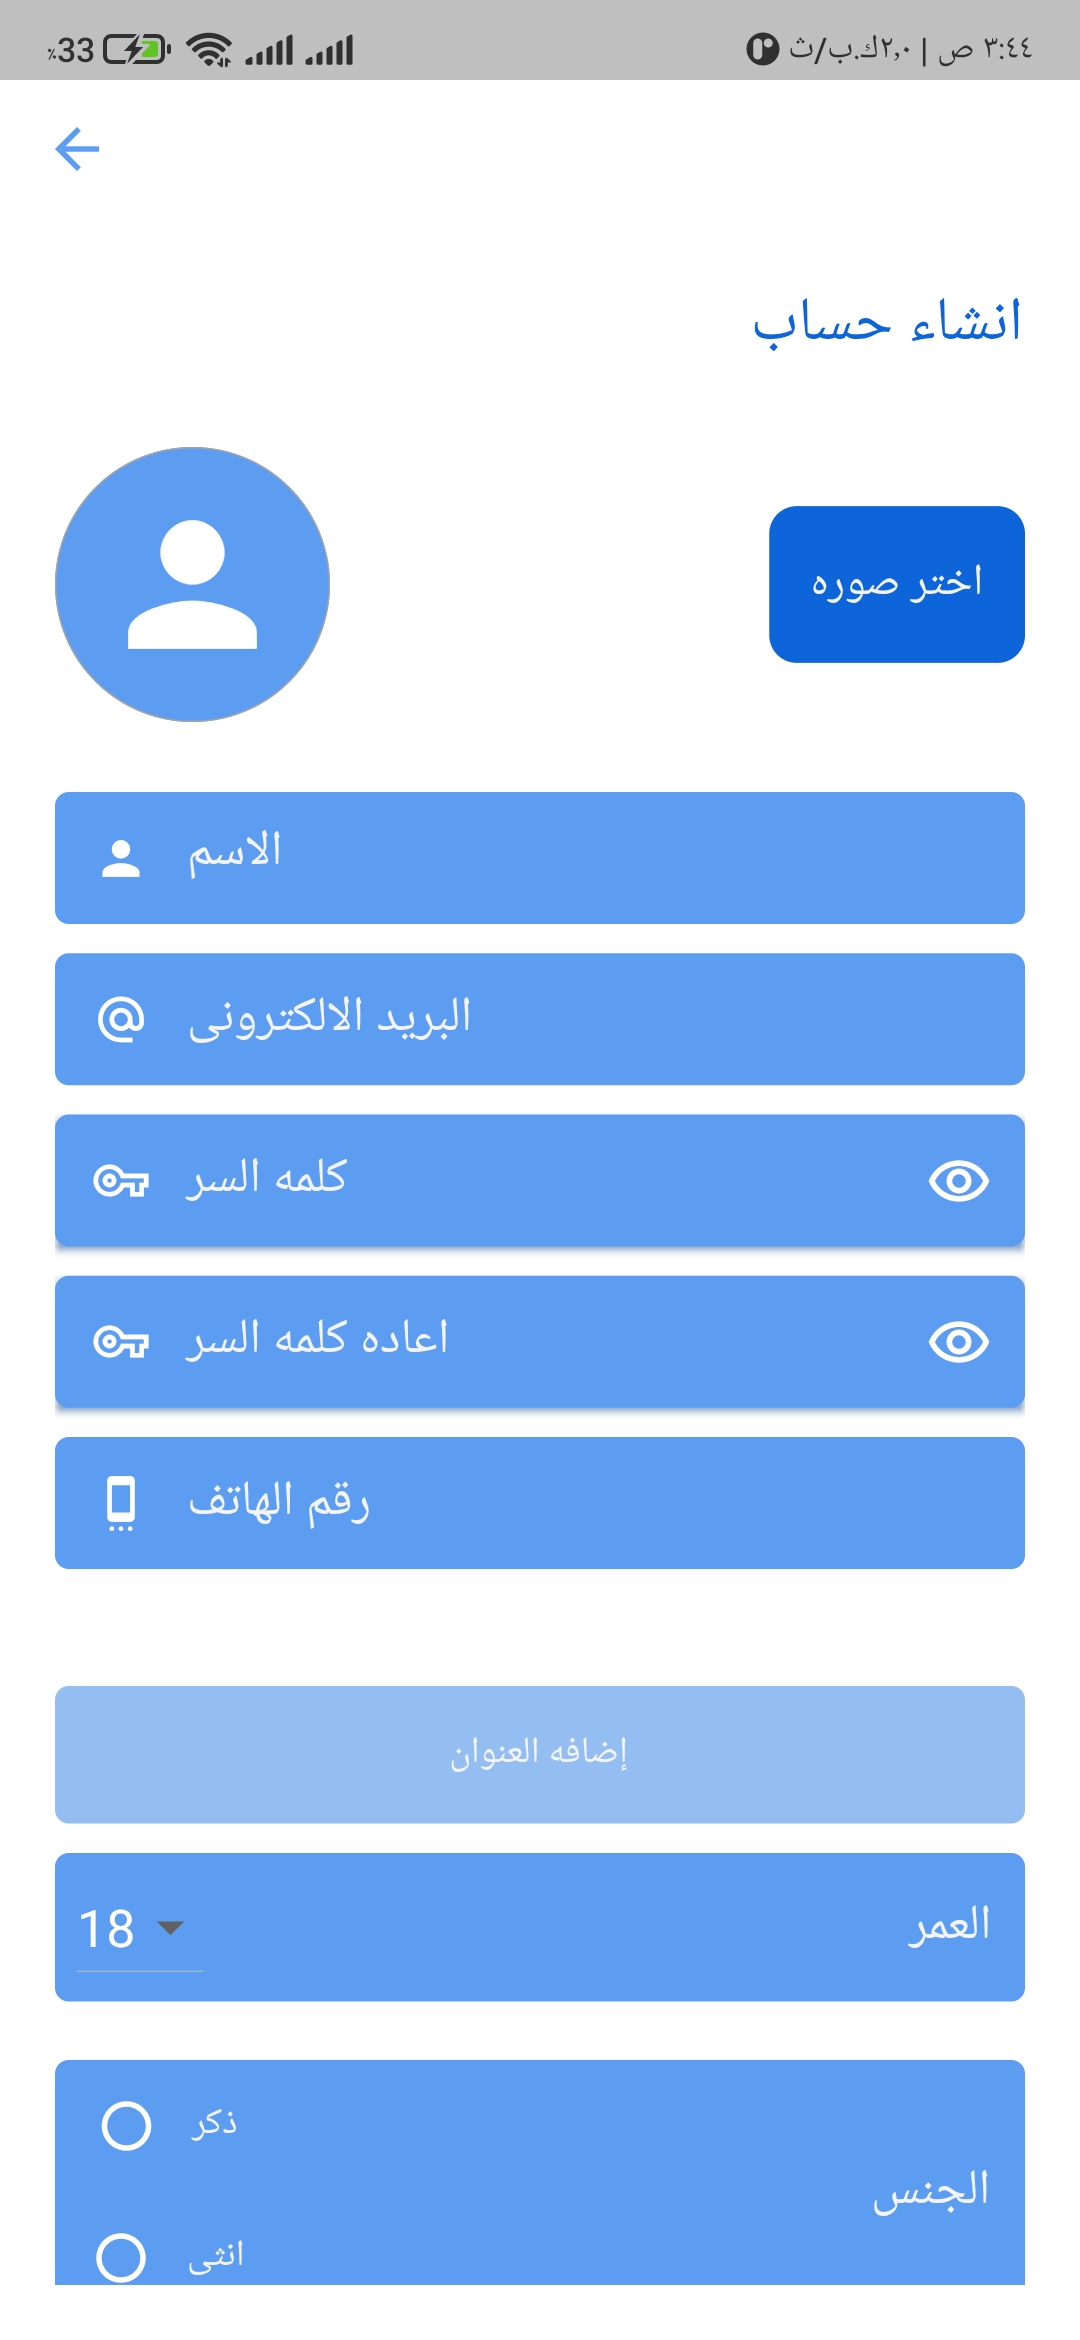 ٣:٤٤ ص | ٢٫٠ك.ب/ث
٪33
انشاء حساب
اختر صوره
الاسم
البريد الالكترونى
كلمه السر
اعاده كلمه السر
رقم الهاتف
إضافه العنوان
العمر
18
الجنس
ذكر
انثى